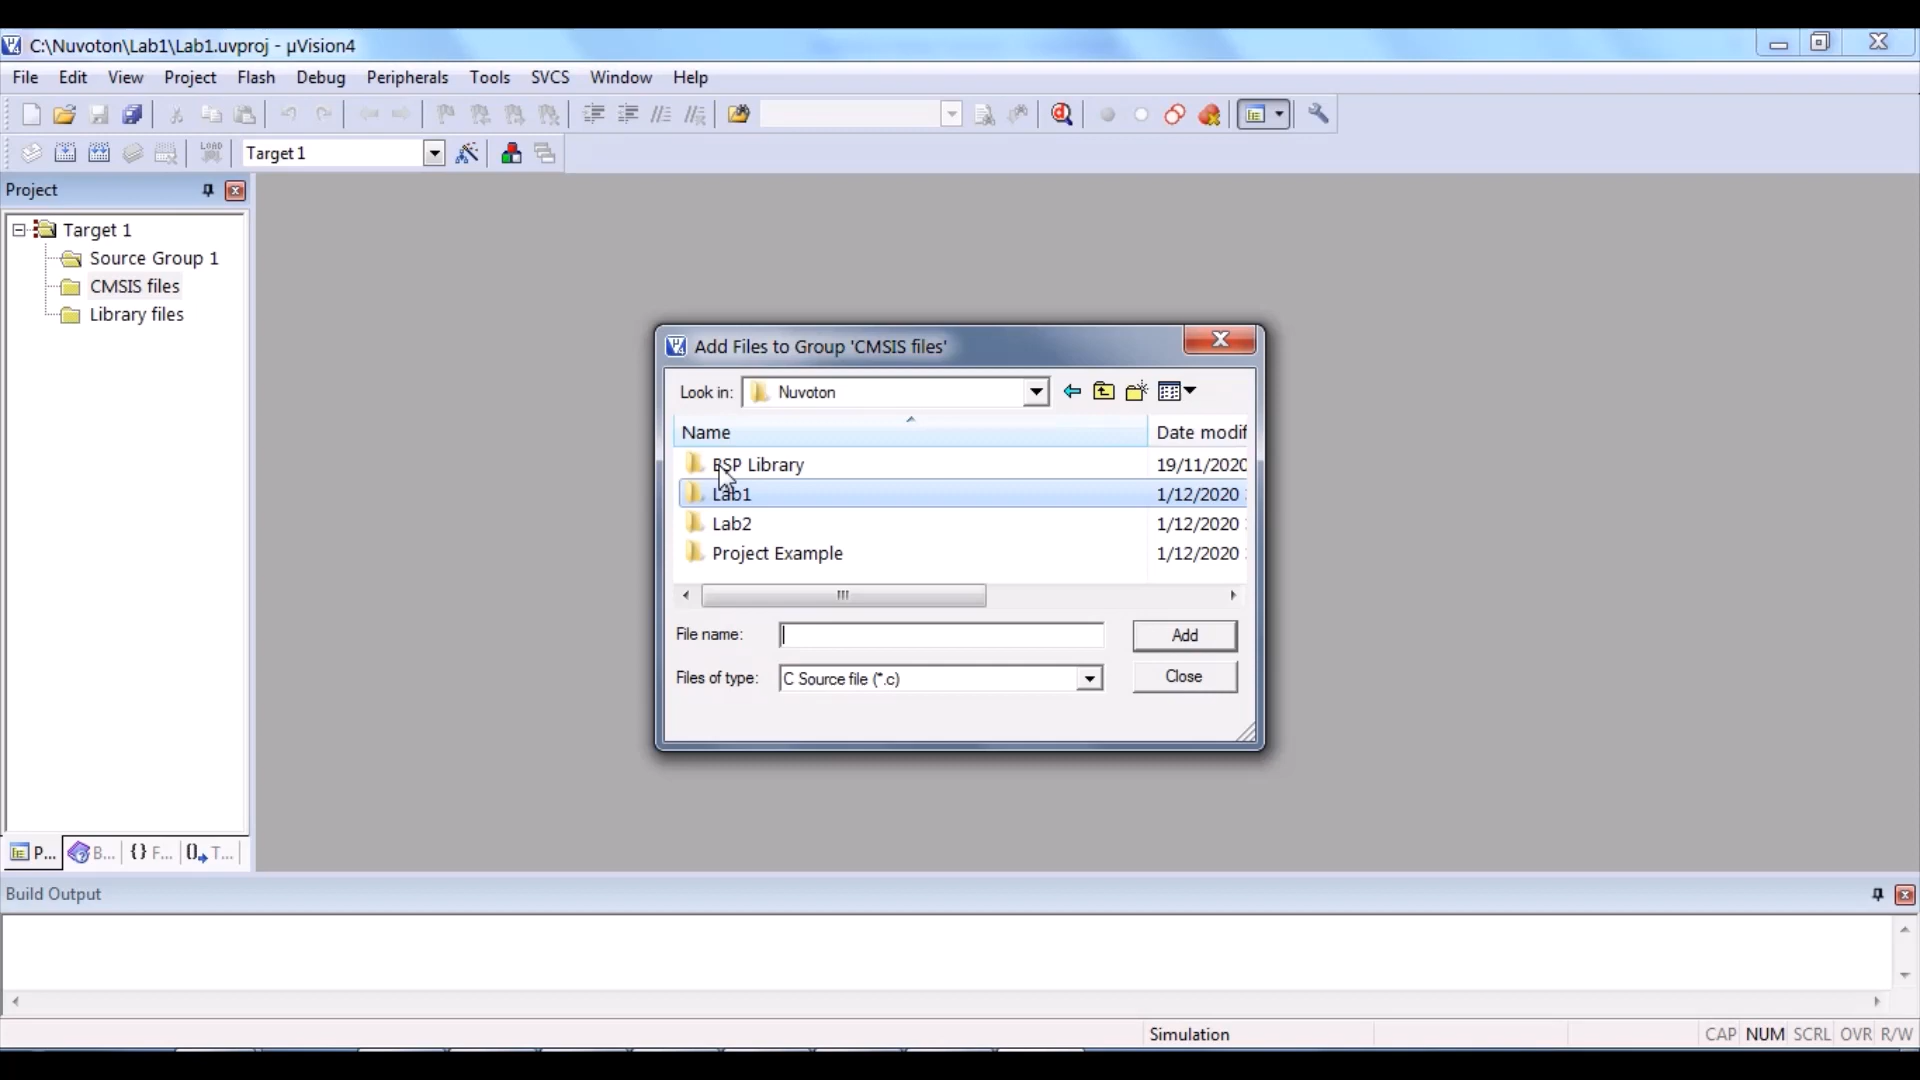 C:\Nuvoton\Lab1\Lab1.uvproj - µVision4
File Edit View Project Flash Debug Peripherals Tools SVCS Window Help
LOAD
Target 1
Project
Target 1
Source Group 1
CMSIS files
Library files
Add Files to Group 'CMSIS files'
Look in: Nuvoton
Name Date modif
BSP Library 19/11/2020
Lab1 1/12/2020
Lab2 1/12/2020
Project Example 1/12/2020
File name: Add
Files of type: C Source file (*.c) Close
P... B... {} F... T...
Build Output
Simulation CAP NUM SCRL OVR R/W